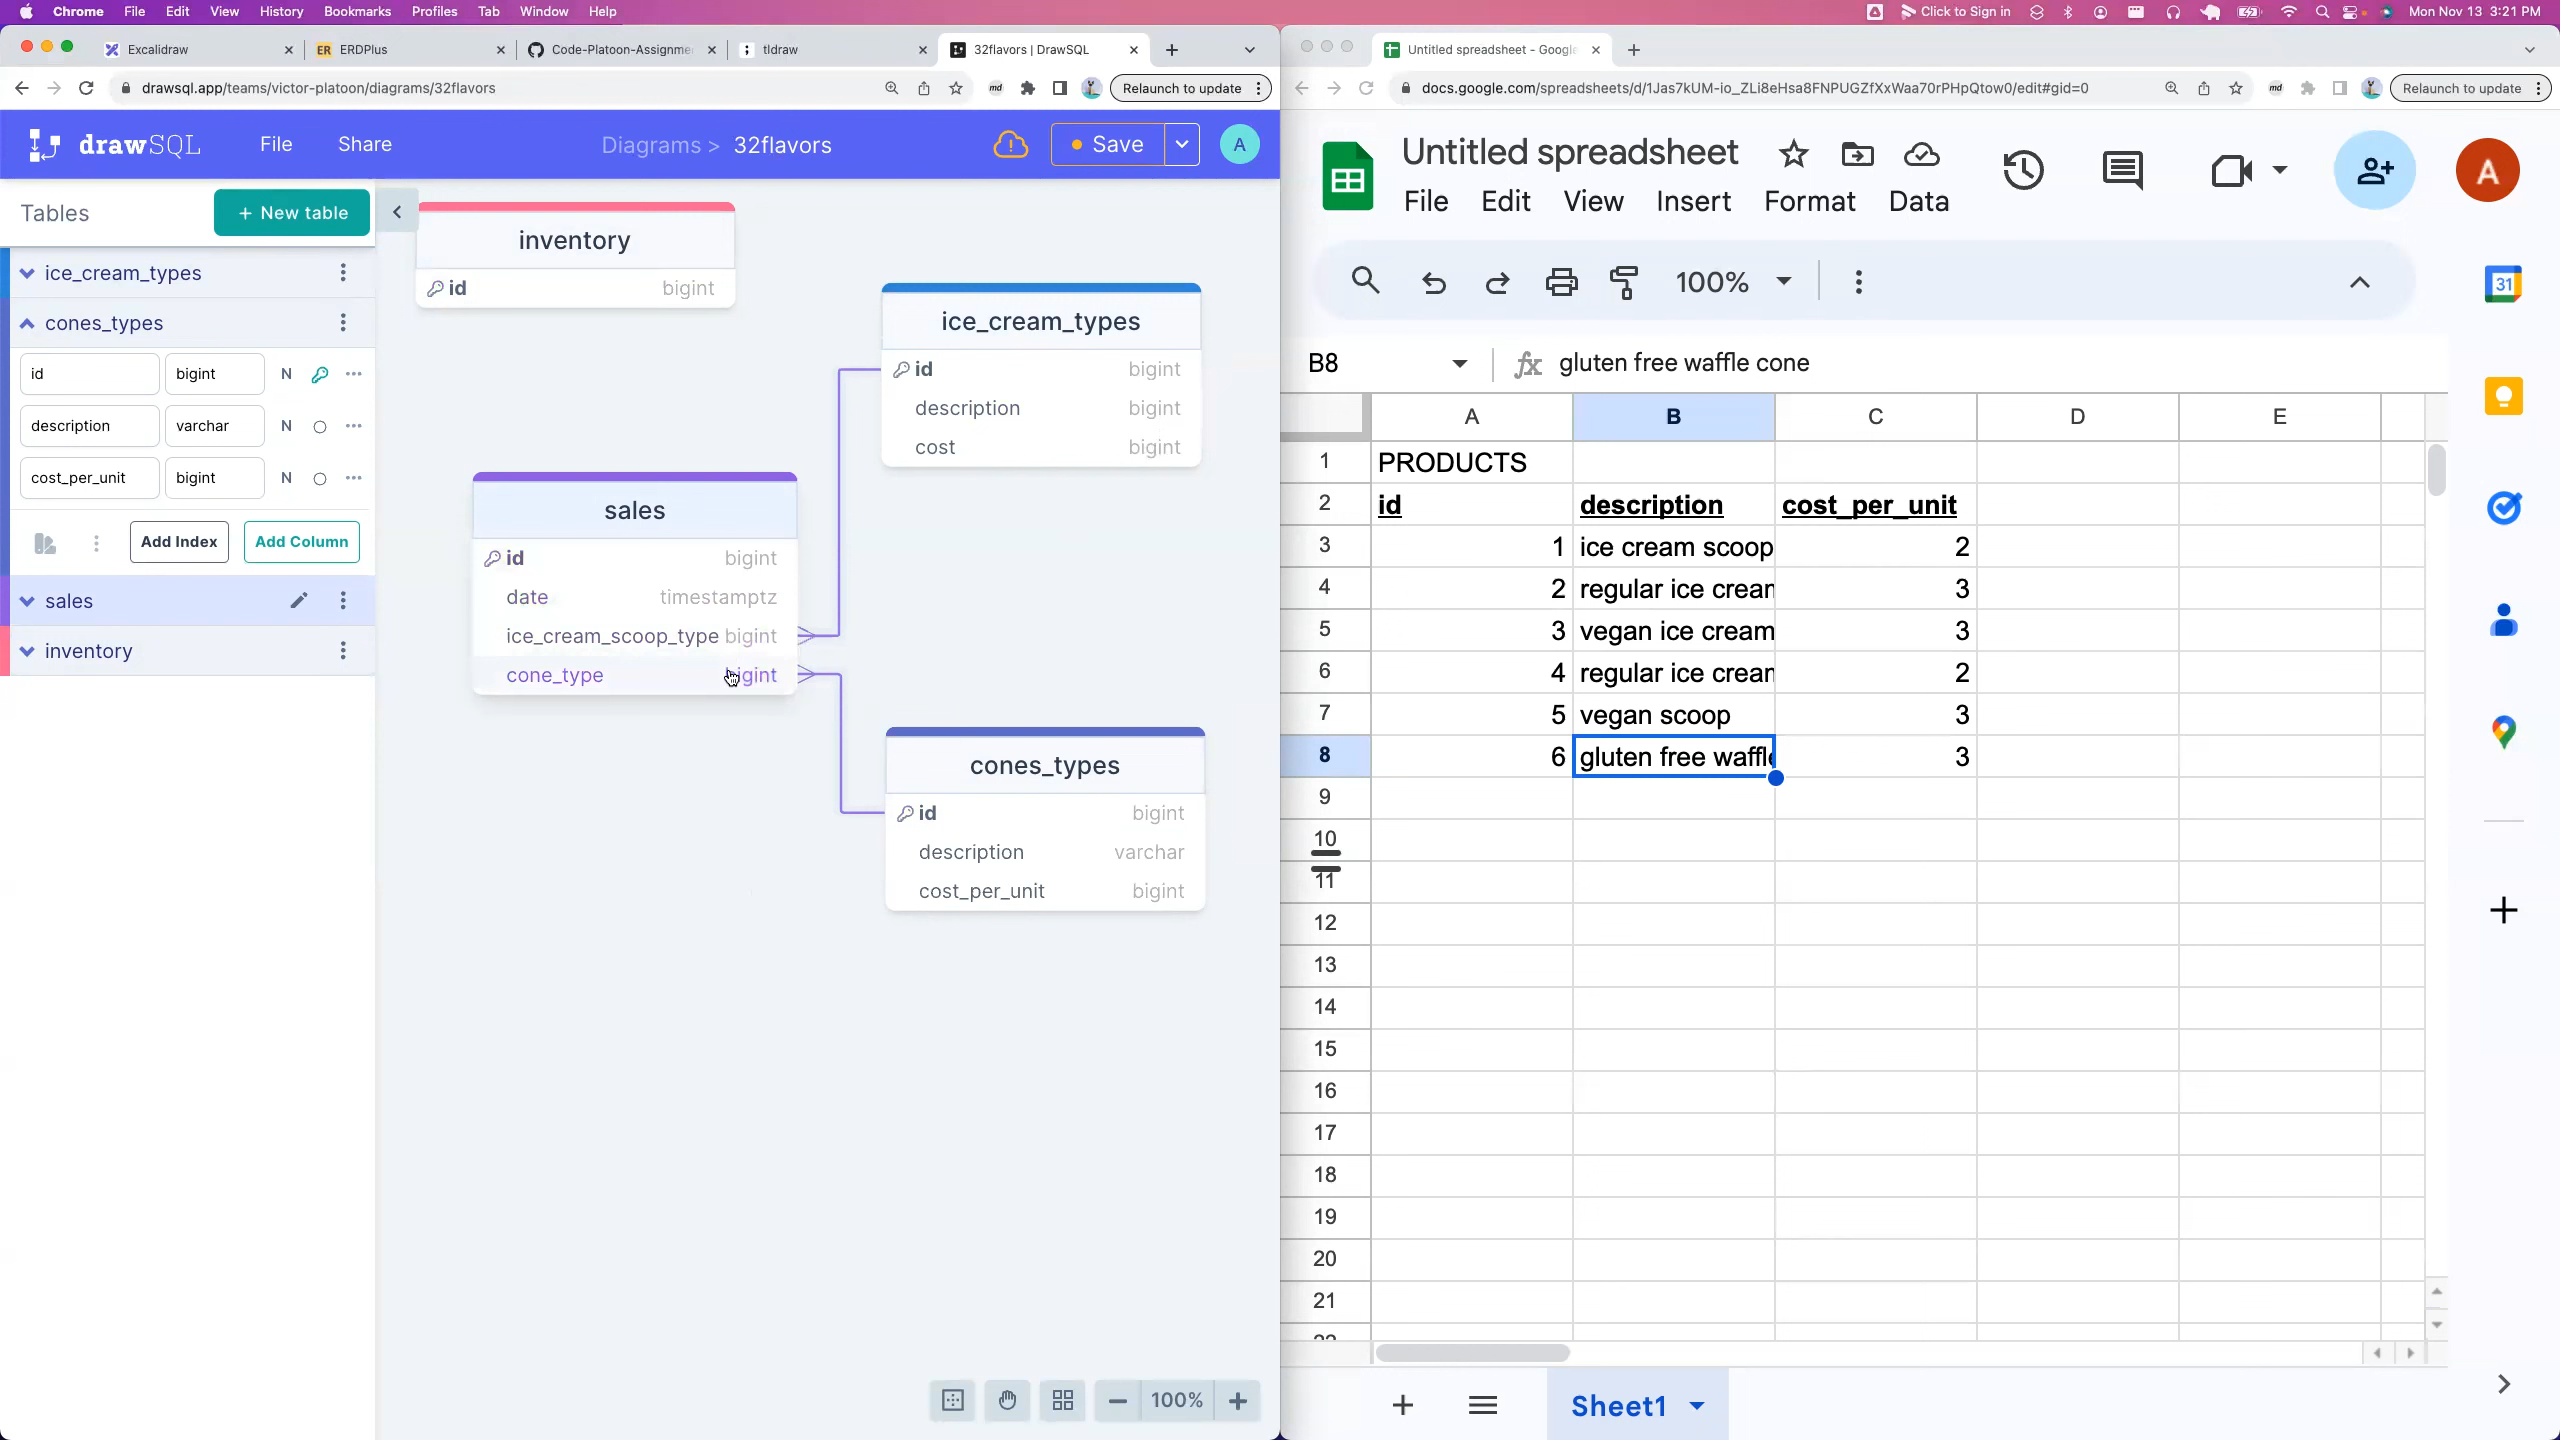 Chrome File Edit View History Bookmarks Profiles Tab Window Help
Click to Sign in
Mon Nov 13 3:21 PM
Excalidraw
ER ERDPlus
Code-Platoon-Assignme
tldraw
32flavors | DrawSQL
drawsql.app/teams/victor-platoon/diagrams/32flavors
Relaunch to update
drawSQL
File
Share
Diagrams > 32flavors
Save
A
Tables
+ New table
ice_cream_types
cones_types
id bigint N
description varchar N
cost_per_unit bigint N
Add Index
Add Column
sales
inventory
inventory
id bigint
ice_cream_types
id bigint
description bigint
cost bigint
sales
id bigint
date timestamptz
ice_cream_scoop_type bigint
cone_type bigint
cones_types
id bigint
description varchar
cost_per_unit bigint
100%
Untitled spreadsheet - Google
docs.google.com/spreadsheets/d/1Jas7kUM-io_ZLi8eHsa8FNPUGZfXxWaa70rPHpQtow0/edit#gid=0
Relaunch to update
Untitled spreadsheet
File Edit View Insert Format Data
A
100%
31
B8
fx gluten free waffle cone
A B C D E
1 PRODUCTS
2 id description cost_per_unit
3 1 ice cream scoop 2
4 2 regular ice crear 3
5 3 vegan ice cream 3
6 4 regular ice crear 2
7 5 vegan scoop 3
8 6 gluten free waffle 3
9
10
11
12
13
14
15
16
17
18
19
20
21
Sheet1